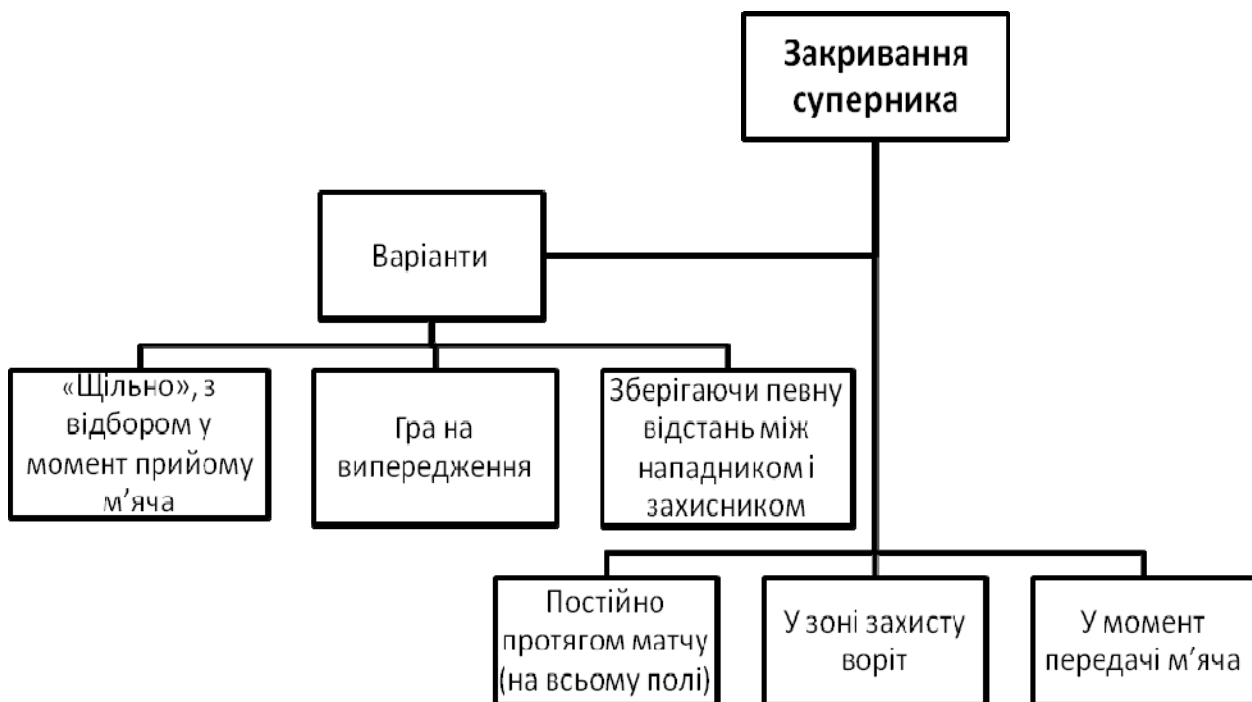 Закривання
суперника
Варіанти
«Щільно», з
відбором у
момент прийому
м’яча
Гра на
випередження
Зберігаючи певну
відстань між
нападником і
захисником
Постійно
протягом матчу
(на всьому полі)
У зоні захисту
воріт
У момент
передачі м’яча